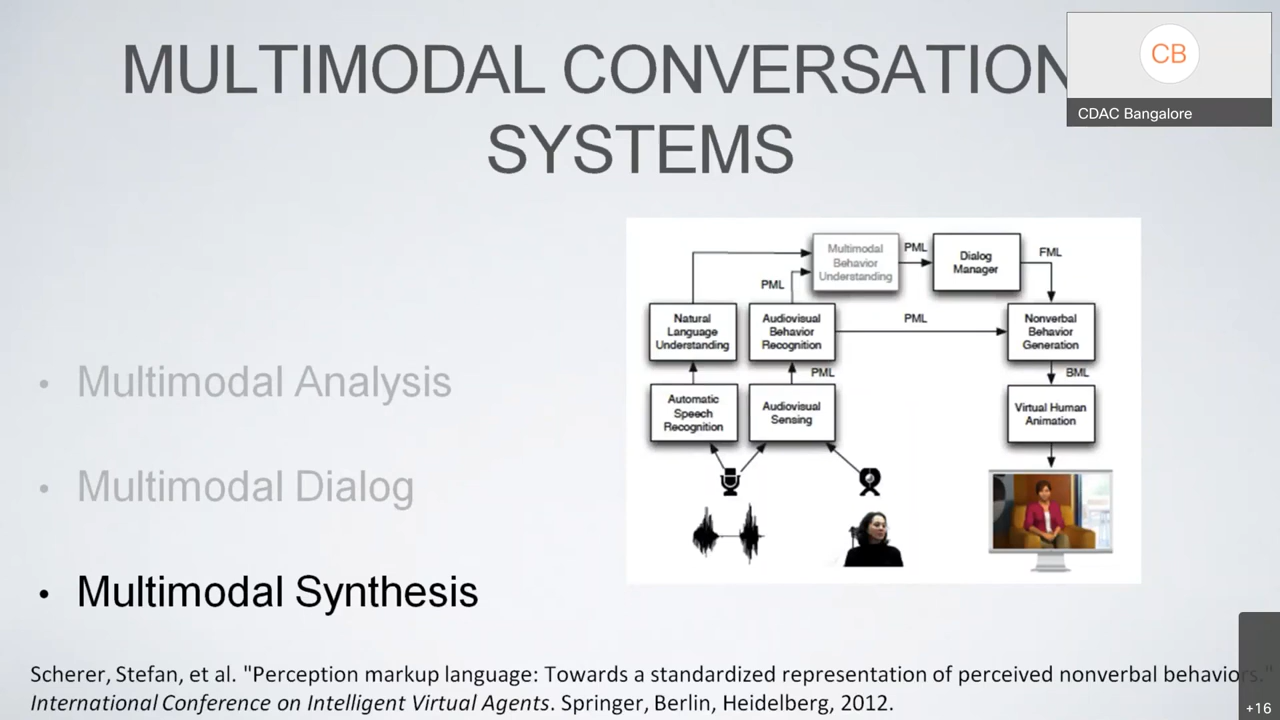 MULTIMODAL CONVERSATION
SYSTEMS
CB
CDAC Bangalore
• Multimodal Analysis
• Multimodal Dialog
• Multimodal Synthesis
Multimodal
Behavior
Understanding
PML
Dialog
Manager
FML
PML
Natural
Language
Understanding
Audiovisual
Behavior
Recognition
PML
Nonverbal
Behavior
Generation
PML
BML
Automatic
Speech
Recognition
Audiovisual
Sensing
Virtual Human
Animation
Scherer, Stefan, et al. "Perception markup language: Towards a standardized representation of perceived nonverbal behaviors."
International Conference on Intelligent Virtual Agents. Springer, Berlin, Heidelberg, 2012.
+16